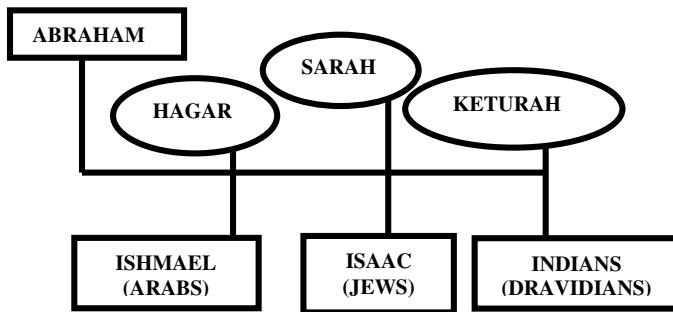 ABRAHAM
SARAH
HAGAR
KETURAH
ISHMAEL
(ARABS)
ISAAC
(JEWS)
INDIANS
(DRAVIDIANS)